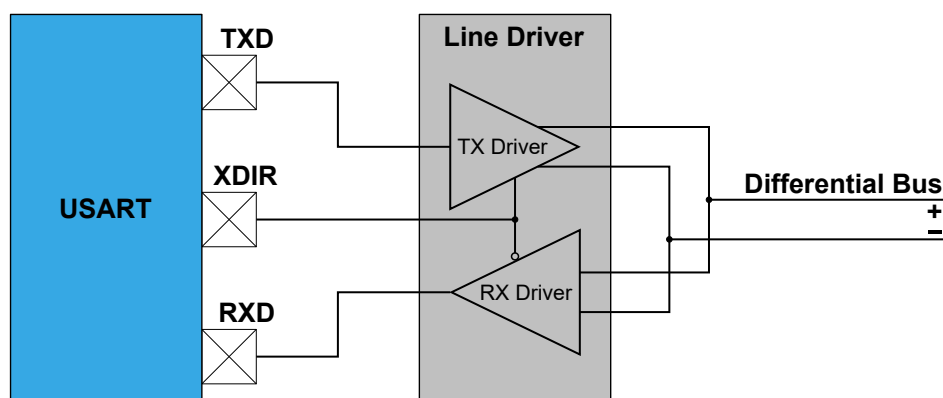 TXD
Line Driver
TX Driver
XDIR
Differential Bus
USART
+
−
RX Driver
RXD